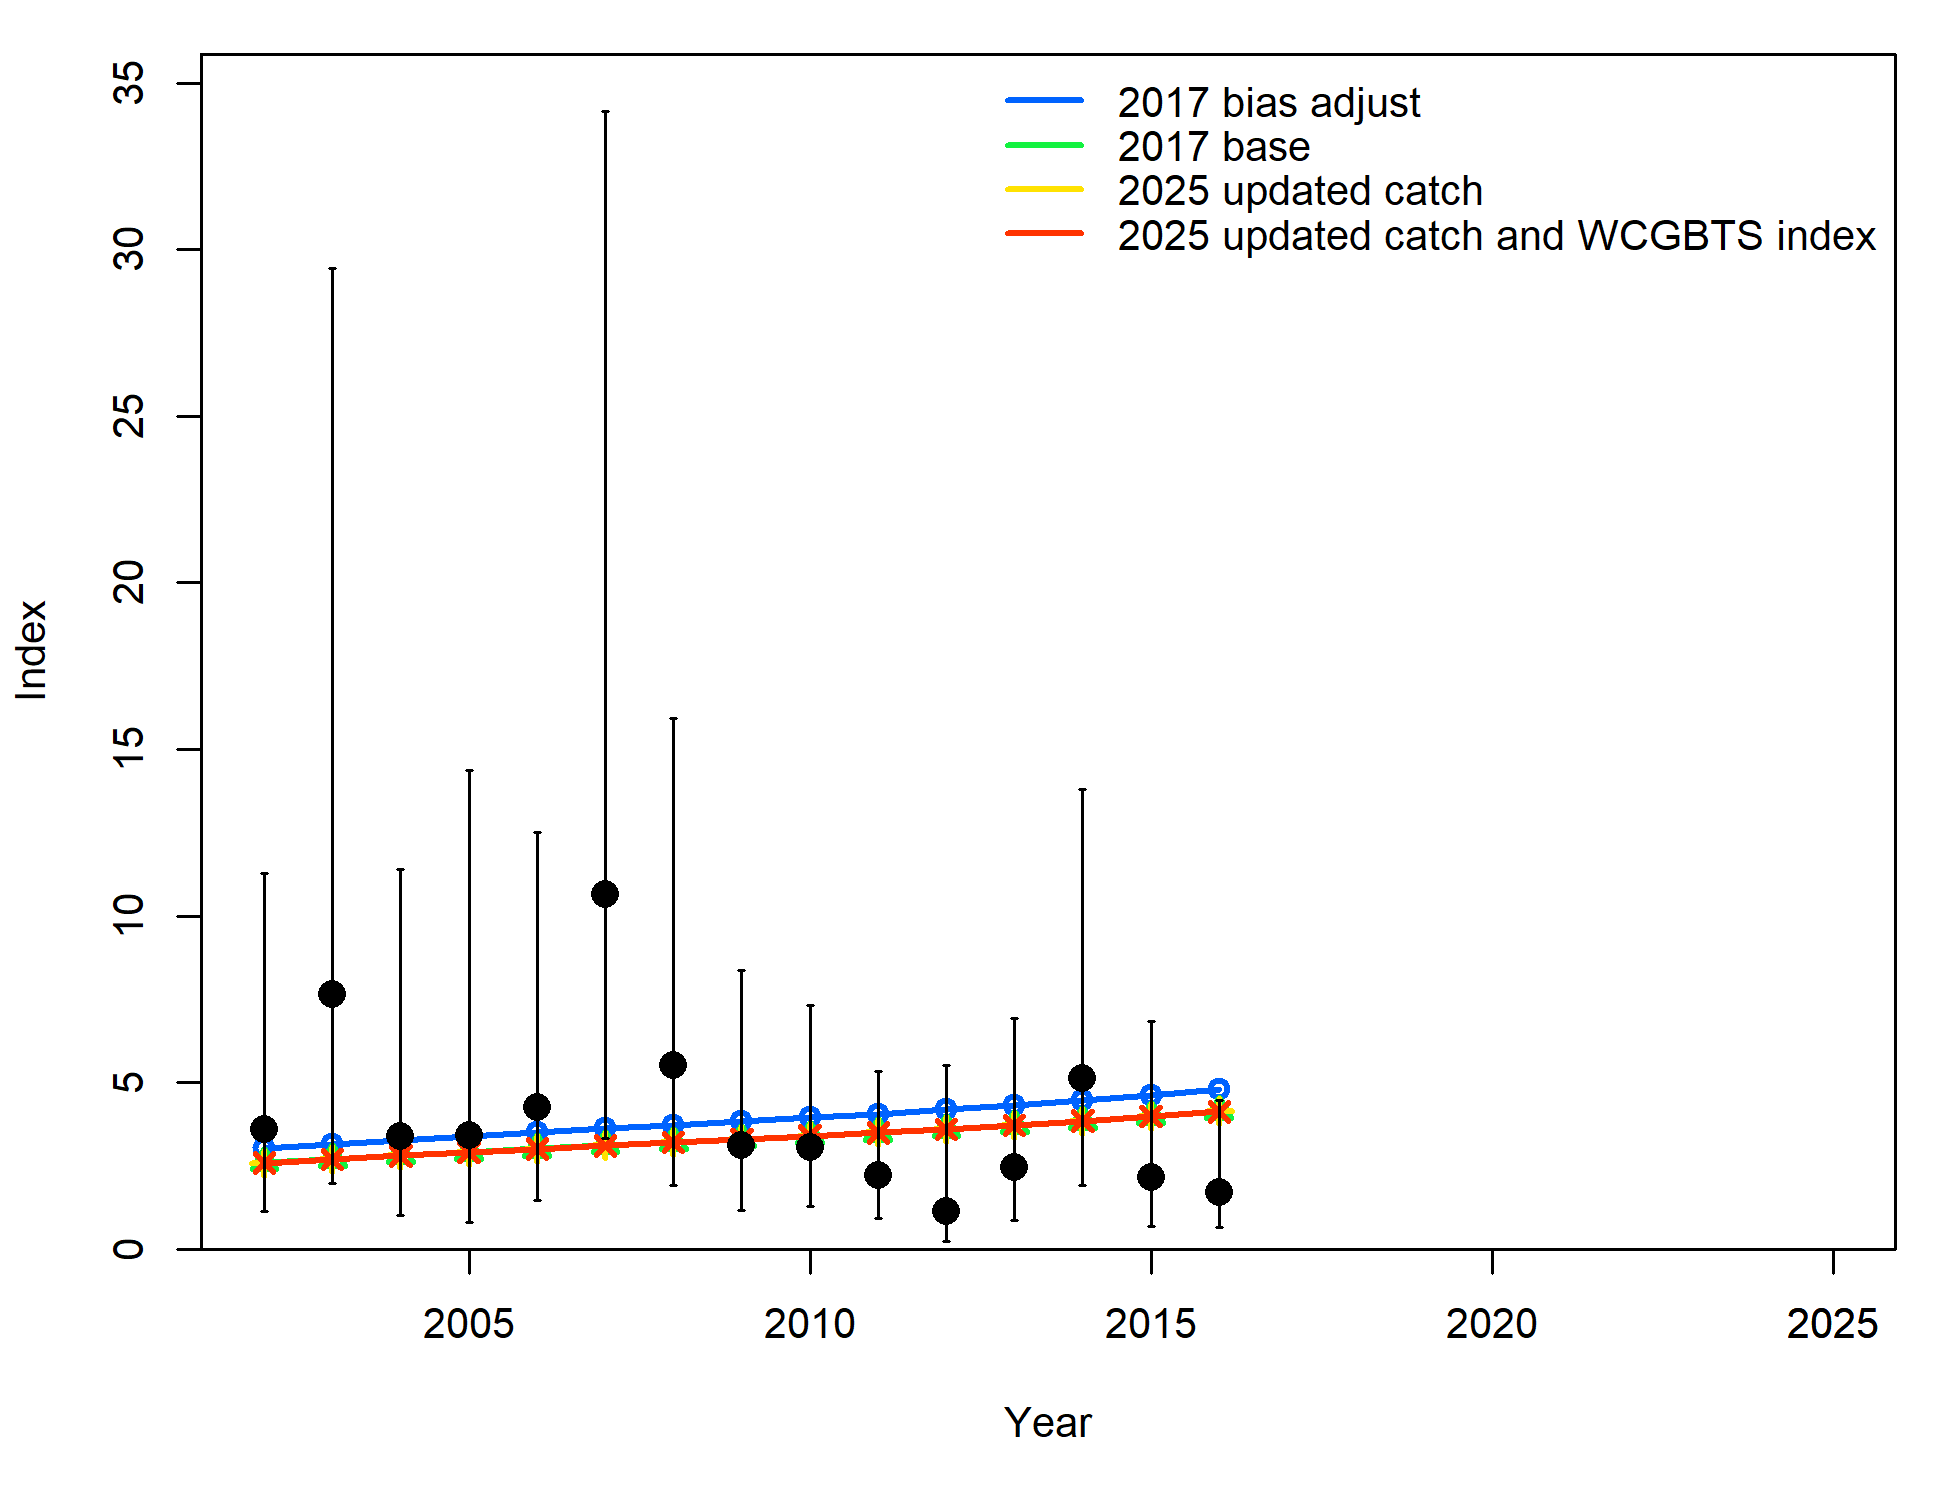 2017 bias adjust
2017 base
2025 updated catch
2025 updated catch and WCGBTS index
Index
35
30
25
20
15
10
5
0
2005 2010 2015 2020 2025
Year